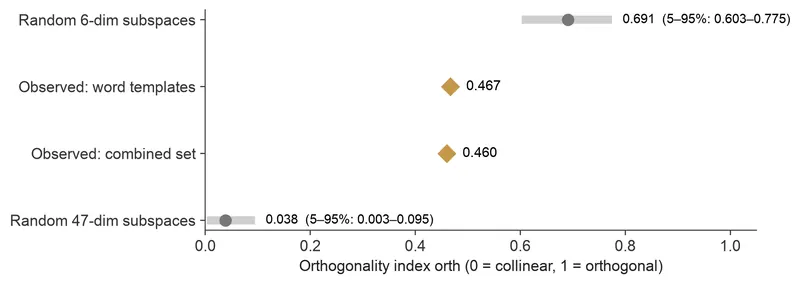 Random 6-dim subspaces
0.691 (5–95%: 0.603–0.775)
Observed: word templates
0.467
Observed: combined set
0.460
Random 47-dim subspaces
0.038 (5–95%: 0.003–0.095)
0.0 0.2 0.4 0.6 0.8 1.0
Orthogonality index orth (0 = collinear, 1 = orthogonal)